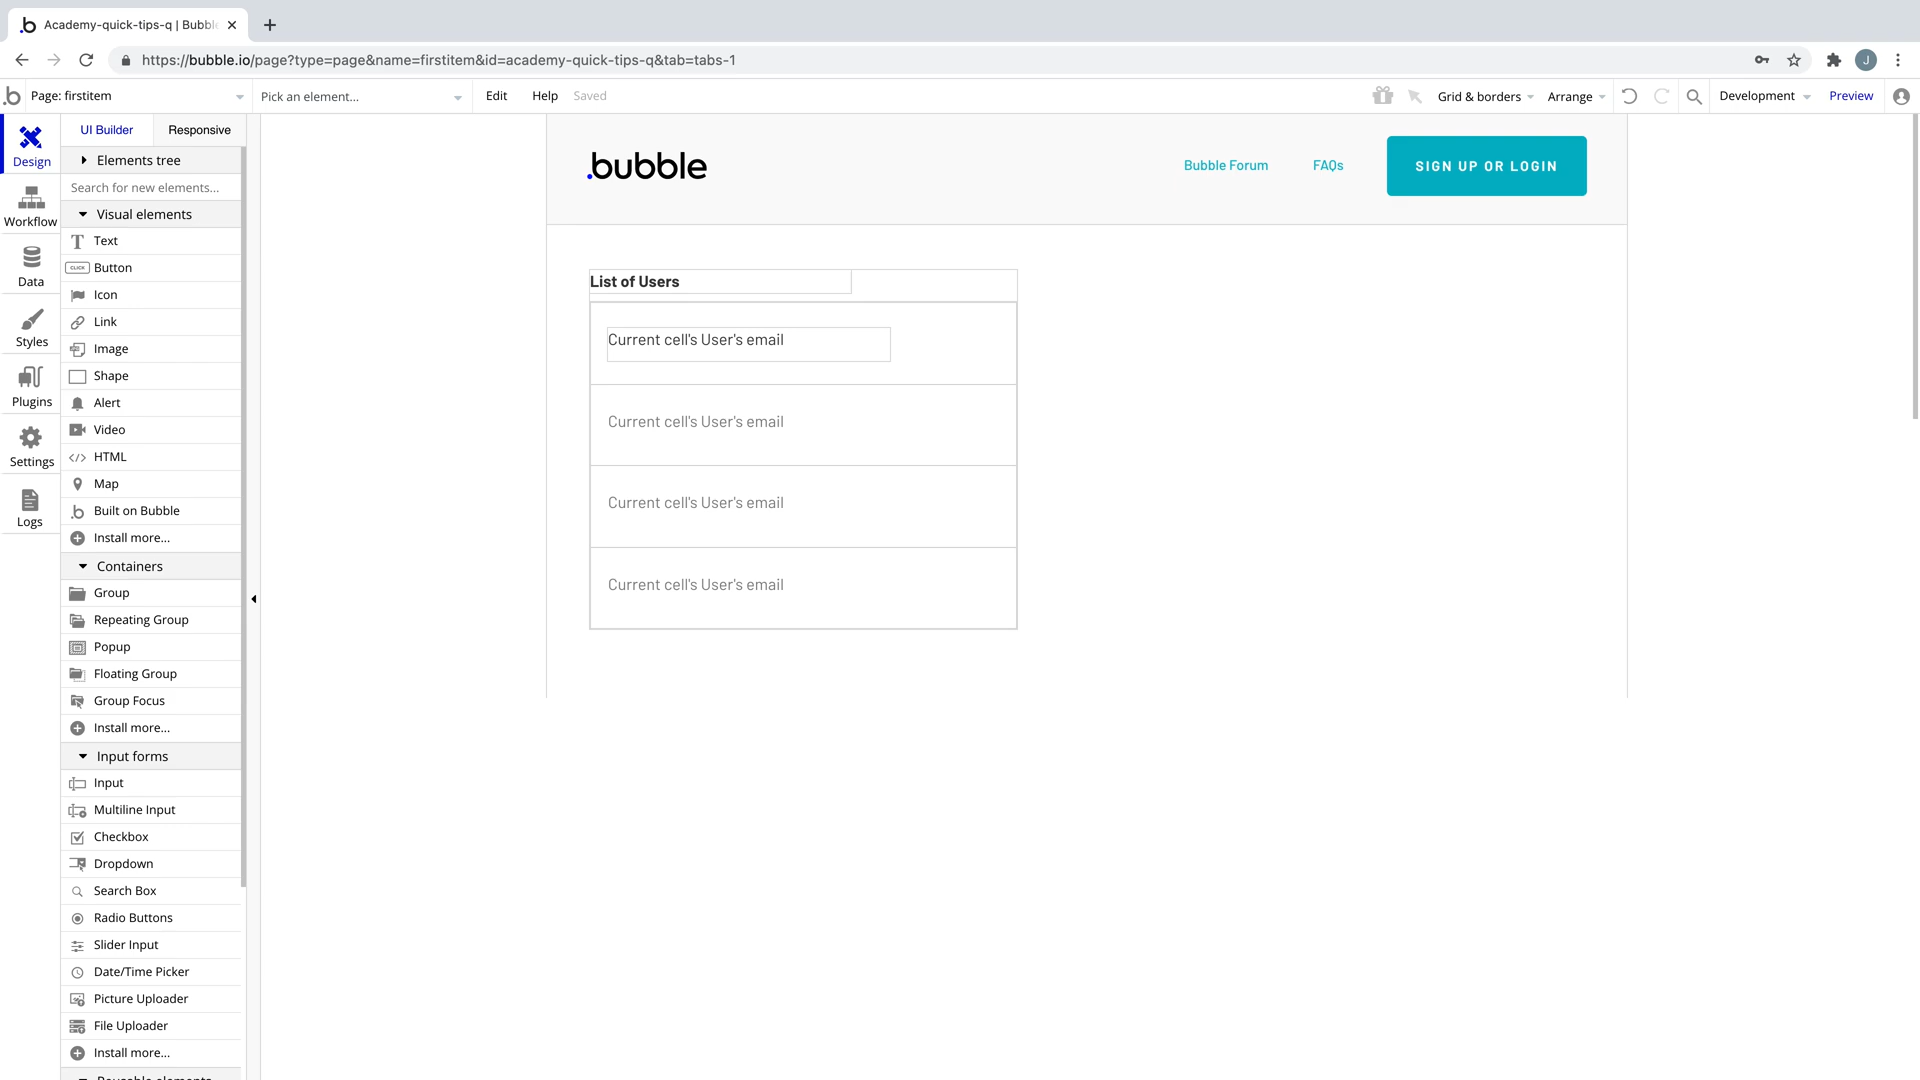 Academy-quick-tips-q | Bubble
https://bubble.io/page?type=page&name=firstitem&id=academy-quick-tips-q&tab=tabs-1
J
Page: firstitem
Pick an element...
Edit
Help
Saved
Grid & borders
Arrange
Development
Preview
Design
Workflow
Data
Styles
Plugins
Settings
Logs
UI Builder
Responsive
Elements tree
Search for new elements...
Visual elements
Text
CLICK Button
Icon
Link
Image
Shape
Alert
Video
HTML
Map
Built on Bubble
Install more...
Containers
Group
Repeating Group
Popup
Floating Group
Group Focus
Install more...
Input forms
Input
Multiline Input
Checkbox
Dropdown
Search Box
Radio Buttons
Slider Input
Date/Time Picker
Picture Uploader
File Uploader
Install more...
Reusable elements
.bubble
Bubble Forum
FAQs
SIGN UP OR LOGIN
List of Users
Current cell's User's email
Current cell's User's email
Current cell's User's email
Current cell's User's email